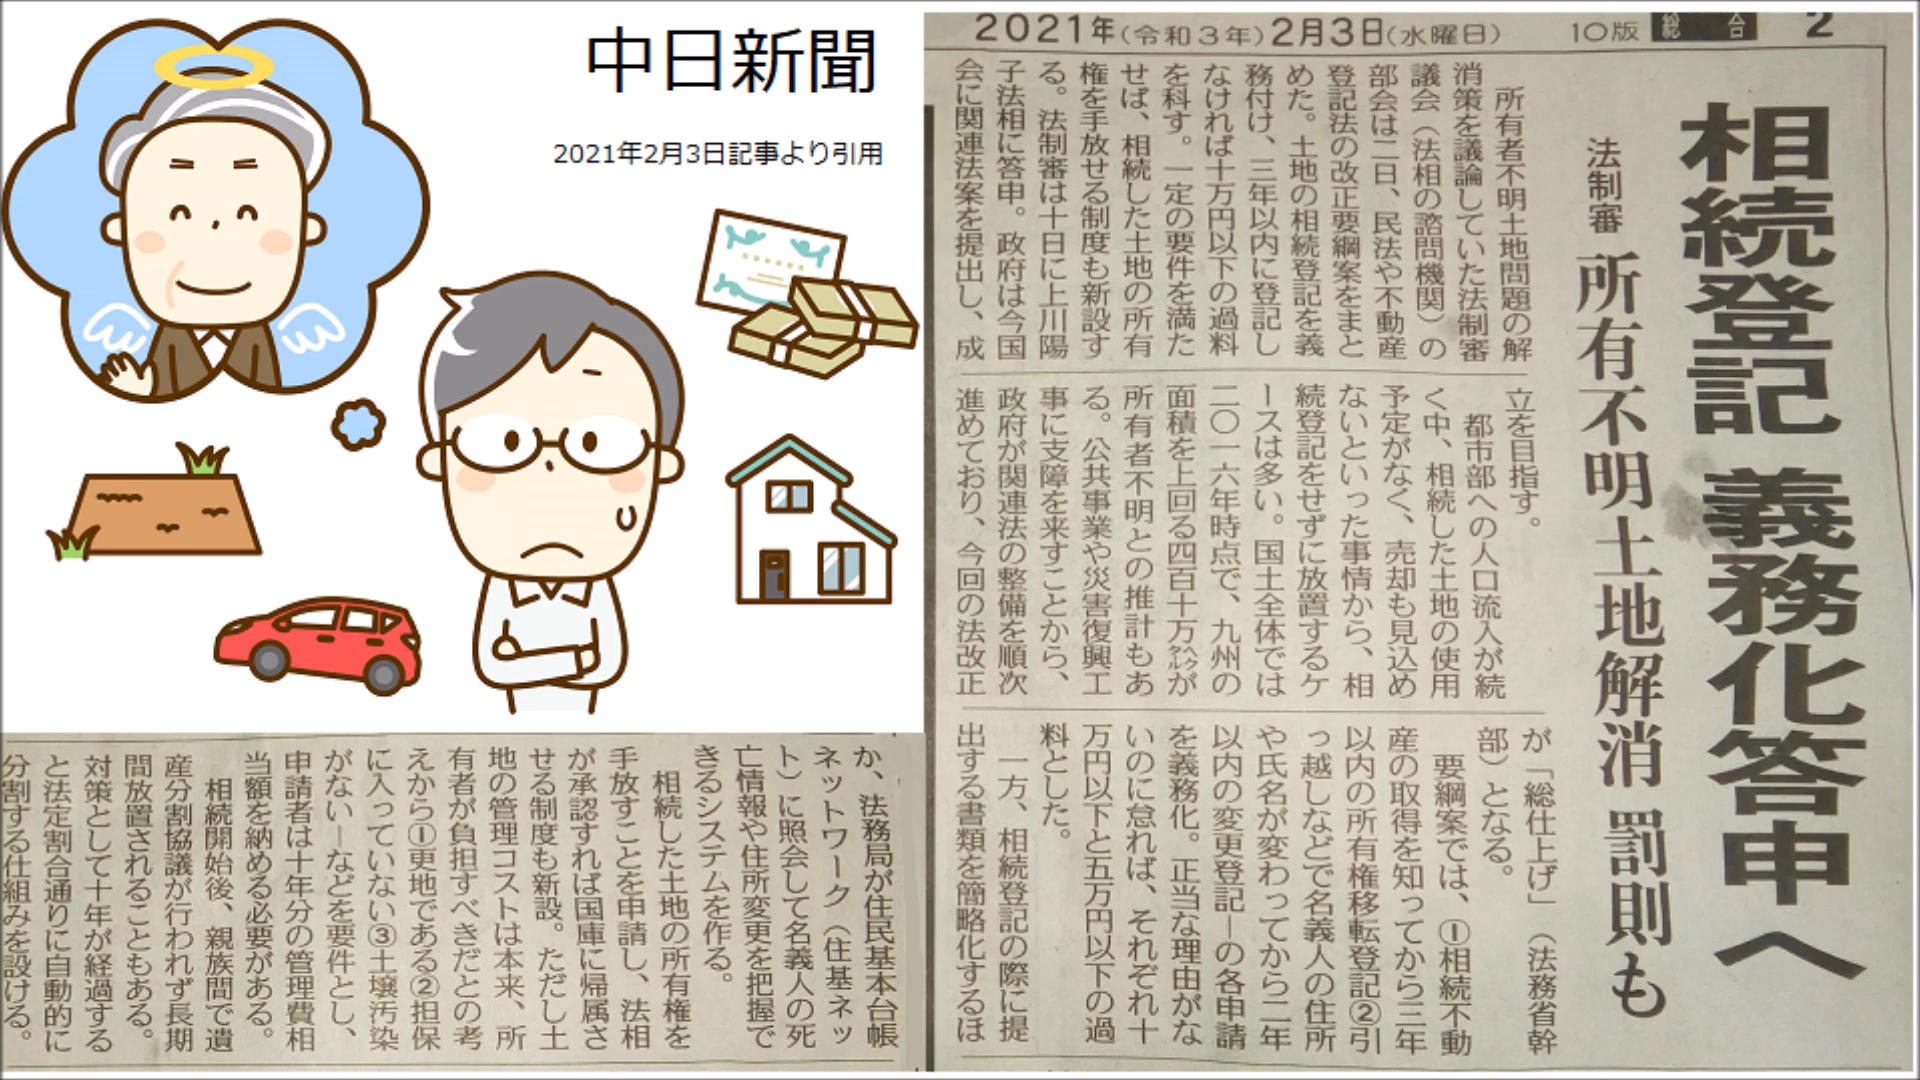 中日新聞
2021年2月3日記事より引用
2021年(令和3年)2月3日(水曜日)
10版
総合
2
相続登記 義務化答申へ
法制審
所有不明土地解消 罰則も
所有者不明土地問題の解
消策を議論していた法制審
議会（法相の諮問機関）の
部会は二日、民法や不動産
登記法の改正要綱案をまと
めた。土地の相続登記を義
務付け、三年以内に登記し
なければ十万円以下の過料
を科す。一定の要件を満た
せば、相続した土地の所有
権を手放せる制度も新設す
る。法制審は十日に上川陽
子法相に答申。政府は今国
会に関連法案を提出し、成
立を目指す。
都市部への人口流入が続
く中、相続した土地の使用
予定がなく、売却も見込め
ないといった事情から、相
続登記をせずに放置するケ
ースは多い。国土全体では
二〇一六年時点で、九州の
面積を上回る四百十万ヘクタールが
所有者不明との推計もあ
る。公共事業や災害復興工
事に支障を来すことから、
政府が関連法の整備を順次
進めており、今回の法改正
が「総仕上げ」（法務省幹
部）となる。
要綱案では、①相続不動
産の取得を知ってから三年
以内の所有権移転登記②引
っ越しなどで名義人の住所
や氏名が変わってから二年
以内の変更登記―の各申請
を義務化。正当な理由がな
いのに怠れば、それぞれ十
万円以下と五万円以下の過
料とした。
一方、相続登記の際に提
出する書類を簡略化するほ
か、法務局が住民基本台帳
ネットワーク（住基ネッ
ト）に照会して名義人の死
亡情報や住所変更を把握で
きるシステムを作る。
相続した土地の所有権を
手放すことを申請し、法相
が承認すれば国庫に帰属さ
せる制度も新設。ただし土
地の管理コストは本来、所
有者が負担すべきだとの考
えから①更地である②担保
に入っていない③土壌汚染
がない―などを要件とし、
申請者は十年分の管理費相
当額を納める必要がある。
相続開始後、親族間で遺
産分割協議が行われず長期
間放置されることもある。
対策として十年が経過する
と法定割合通りに自動的に
分割する仕組みを設ける。